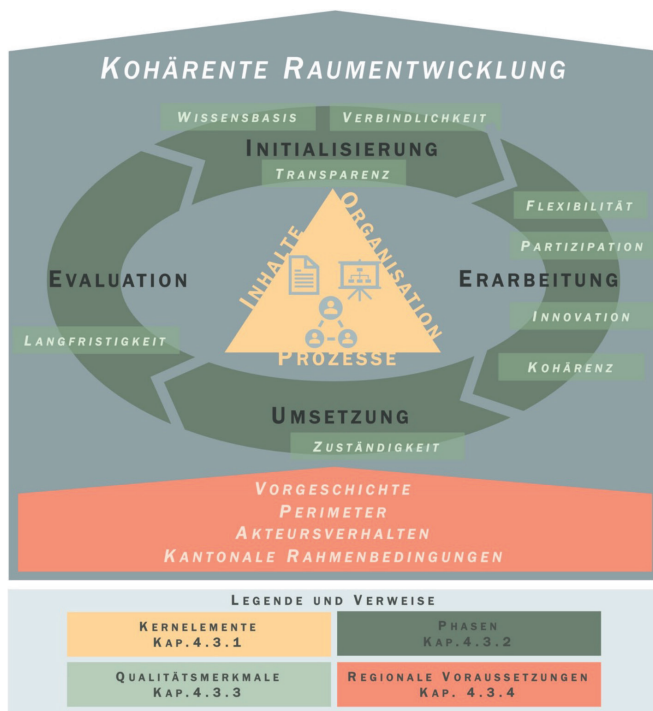 KOHÄRENTE RAUMENTWICKLUNG
WISSENSBASIS
VERBINDLICHKEIT
INITIALISIERUNG
TRANSPARENZ
FLEXIBILITÄT
PARTIZIPATION
EVALUATION
INHALTE
ORGANISATION
ERARBEITUNG
INNOVATION
LANGFRISTIGKEIT
PROZESSE
KOHÄRENZ
UMSETZUNG
ZUSTÄNDIGKEIT
VORGESCHICHTE
PERIMETER
AKTEURSVERHALTEN
KANTONALE RAHMENBEDINGUNGEN
LEGENDE UND VERWEISE
KERNELEMENTE
KAP.4.3.1
PHASEN
KAP.4.3.2
QUALITÄTSMERKMALE
KAP.4.3.3
REGIONALE VORAUSSETZUNGEN
KAP. 4.3.4